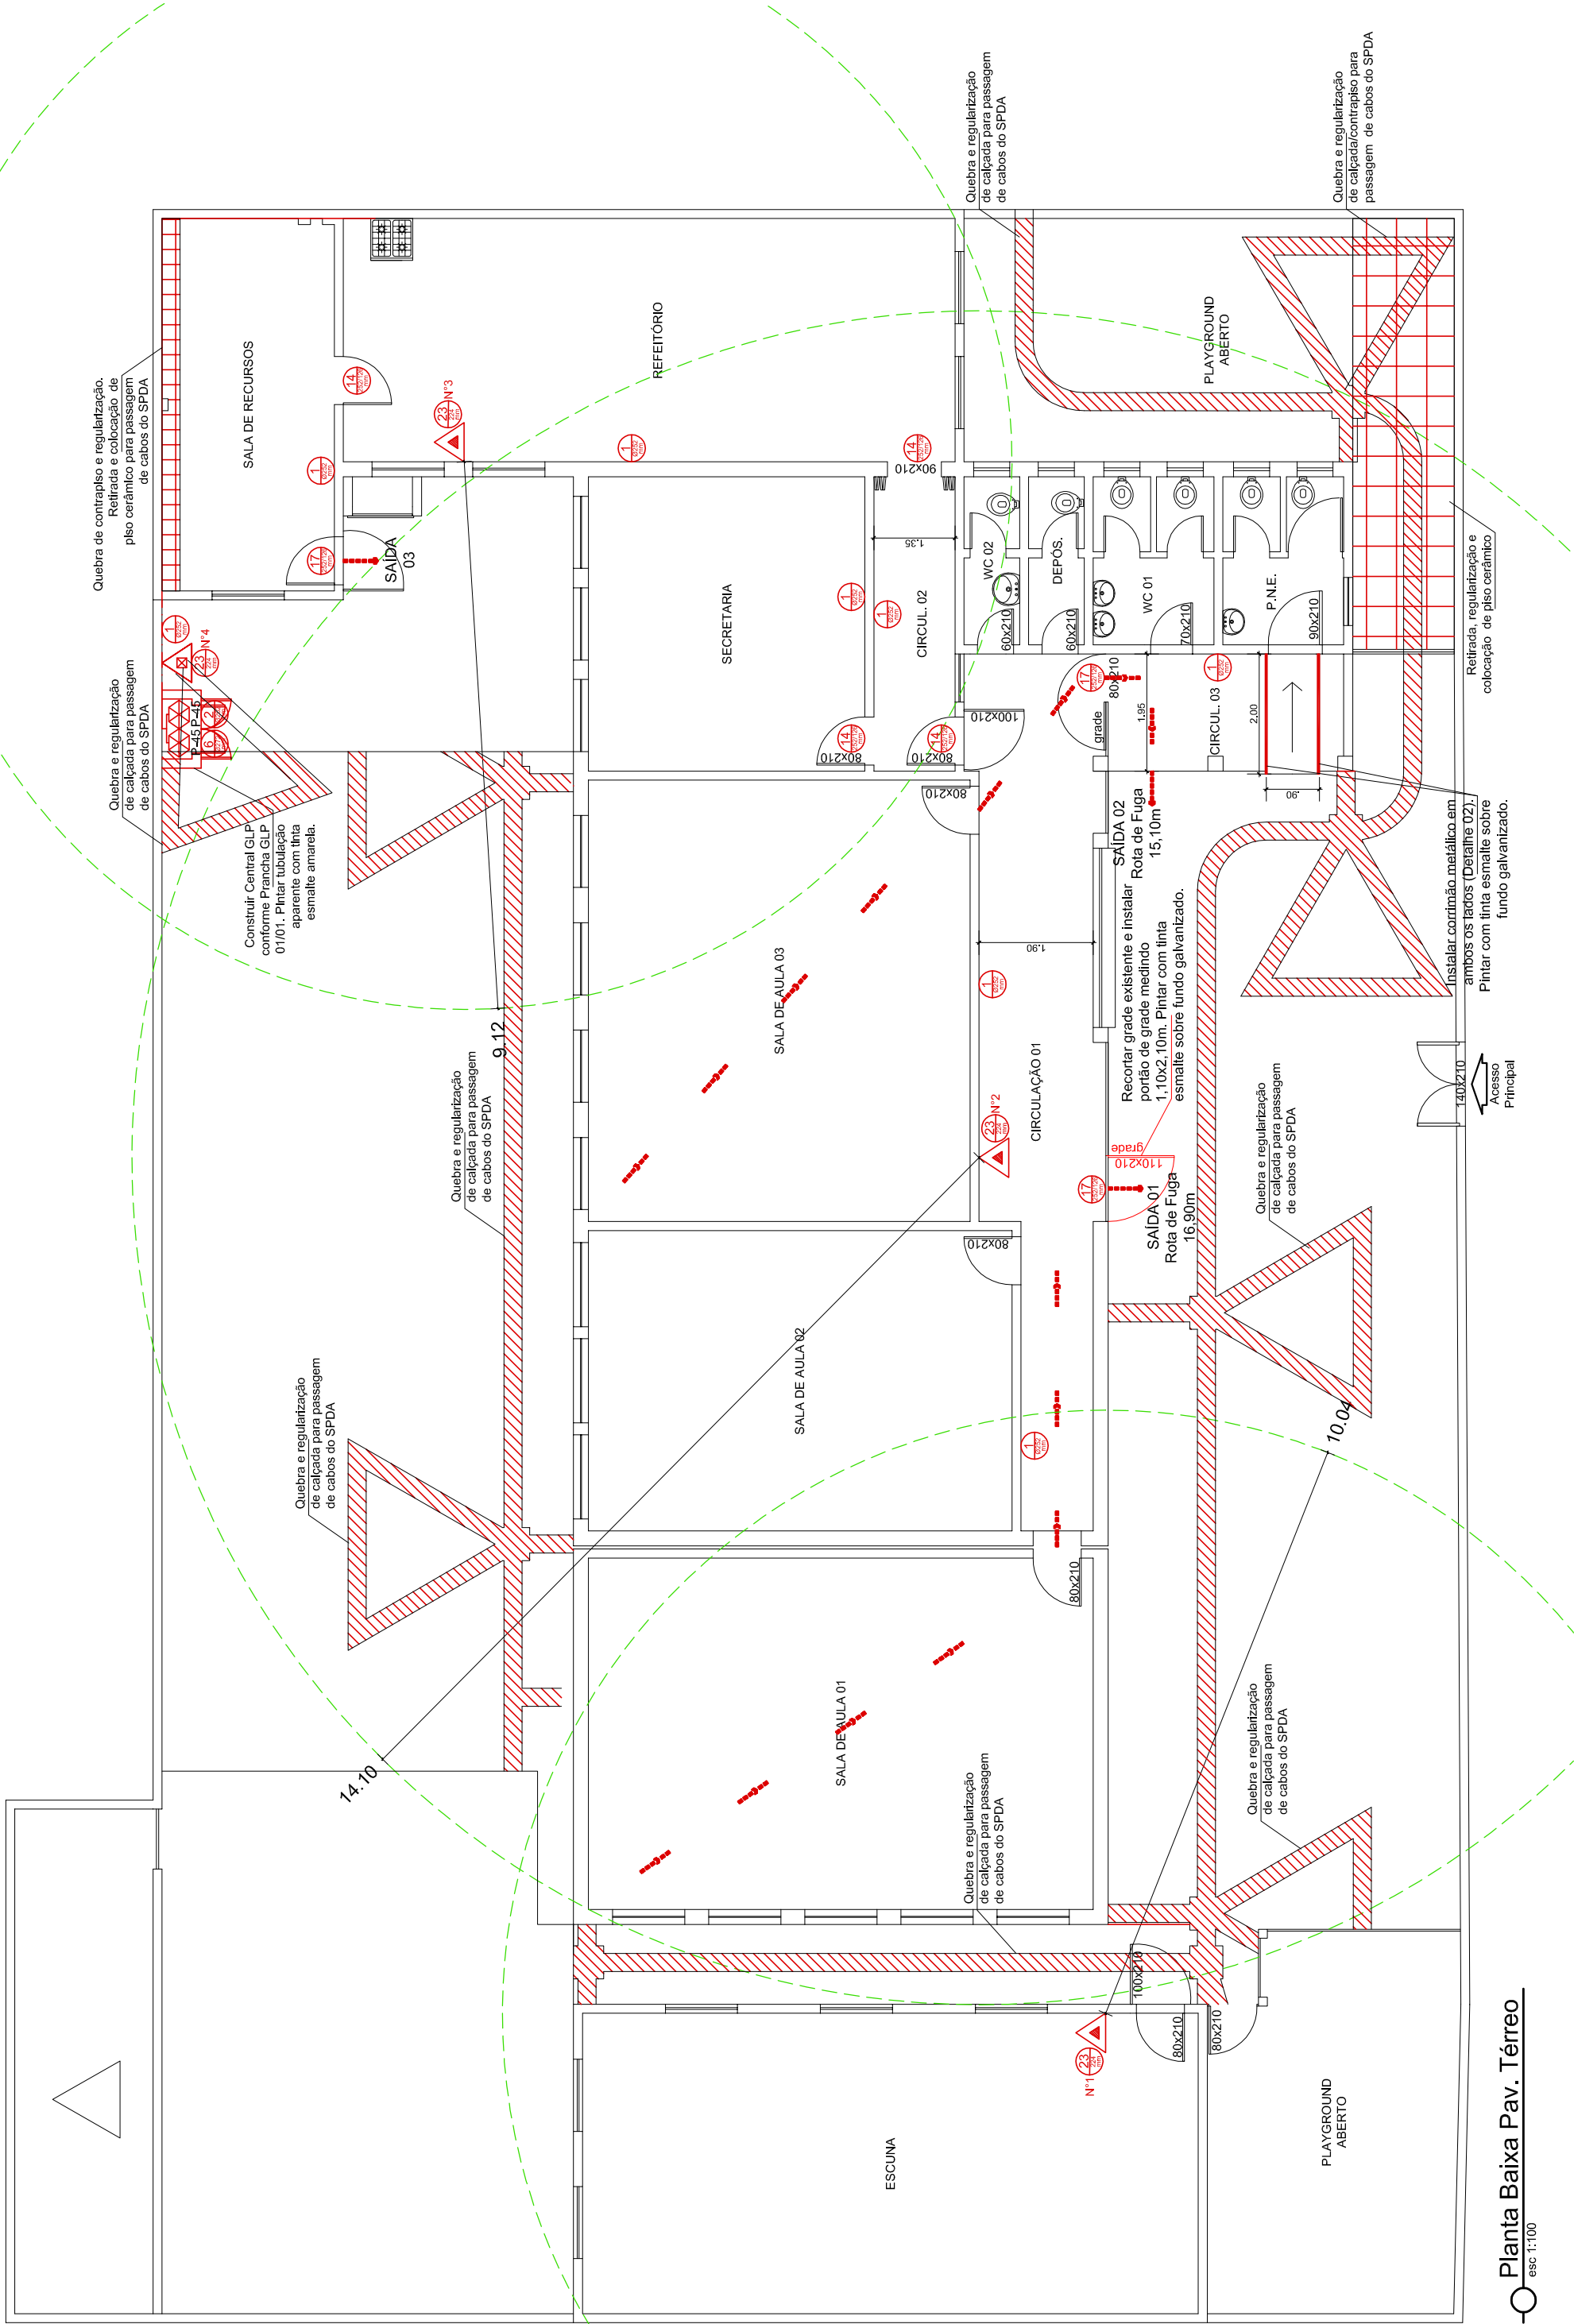 Quebra de contrapiso e regularização.
Retirada e colocação de
piso cerâmico para passagem
de cabos do SPDA
Quebra e regularização
de calçada para passagem
de cabos do SPDA
Construir Central GLP
conforme Prancha GLP
01/01. Pintar tubulação
aparente com tinta
esmalte amarela.
P-45 P-45
N°4
SALA DE RECURSOS
SAÍDA
03
N°3
REFEITÓRIO
9.12
Quebra e regularização
de calçada para passagem
de cabos do SPDA
Quebra e regularização
de calçada para passagem
de cabos do SPDA
14.10
SECRETARIA
1.35
CIRCUL. 02
90x210
80x210
80x210
100x210
WC 02
60x210
DEPÓS.
60x210
WC 01
70x210
P.N.E.
90x210
grade
80x210
1.95
2,00
CIRCUL. 03
.90
SALA DE AULA 03
80x210
1.90
CIRCULAÇÃO 01
N°2
SALA DE AULA 02
80x210
SALA DE AULA 01
80x210
SAÍDA 02
Rota de Fuga
15,10m
Recortar grade existente e instalar
portão de grade medindo
1,10x2,10m. Pintar com tinta
esmalte sobre fundo galvanizado.
grade
110x210
SAÍDA 01
Rota de Fuga
16,90m
Quebra e regularização
de calçada para passagem
de cabos do SPDA
PLAYGROUND
ABERTO
Quebra e regularização
de calçada/contrapiso para
passagem de cabos do SPDA
Retirada, regularização e
colocação de piso cerâmico
Instalar corrimão metálico em
ambos os lados (Detalhe 02).
Pintar com tinta esmalte sobre
fundo galvanizado.
140x210
Acesso
Principal
Quebra e regularização
de calçada para passagem
de cabos do SPDA
10.04
Quebra e regularização
de calçada para passagem
de cabos do SPDA
Quebra e regularização
de calçada para passagem
de cabos do SPDA
100x210
80x210
80x210
N°1
ESCUNA
PLAYGROUND
ABERTO
Planta Baixa Pav. Térreo
esc 1:100